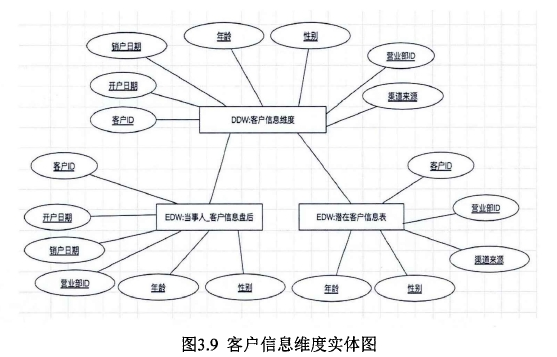 销户日期
年龄
性别
营业部ID
开户日期
渠道来源
客户ID
DDW:客户信息维度
客户ID
客户ID
开户日期
EDW:当事人_客户信息盘后
EDW:潜在客户信息表
营业部ID
销户日期
渠道来源
营业部ID
年龄
性别
年龄
性别
图3.9 客户信息维度实体图